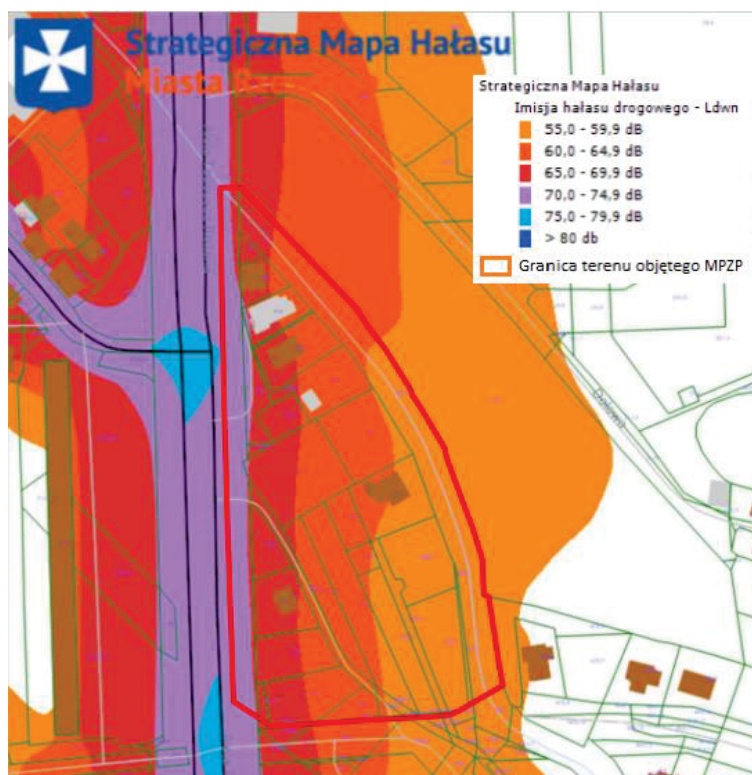 Strategiczna Mapa Hałasu
Miasta
Strategiczna Mapa Hałasu
Imisja hałasu drogowego - Ldwn
55,0 - 59,9 dB
60,0 - 64,9 dB
65,0 - 69,9 dB
70,0 - 74,9 dB
75,0 - 79,9 dB
> 80 db
Granica terenu objętego MPZP